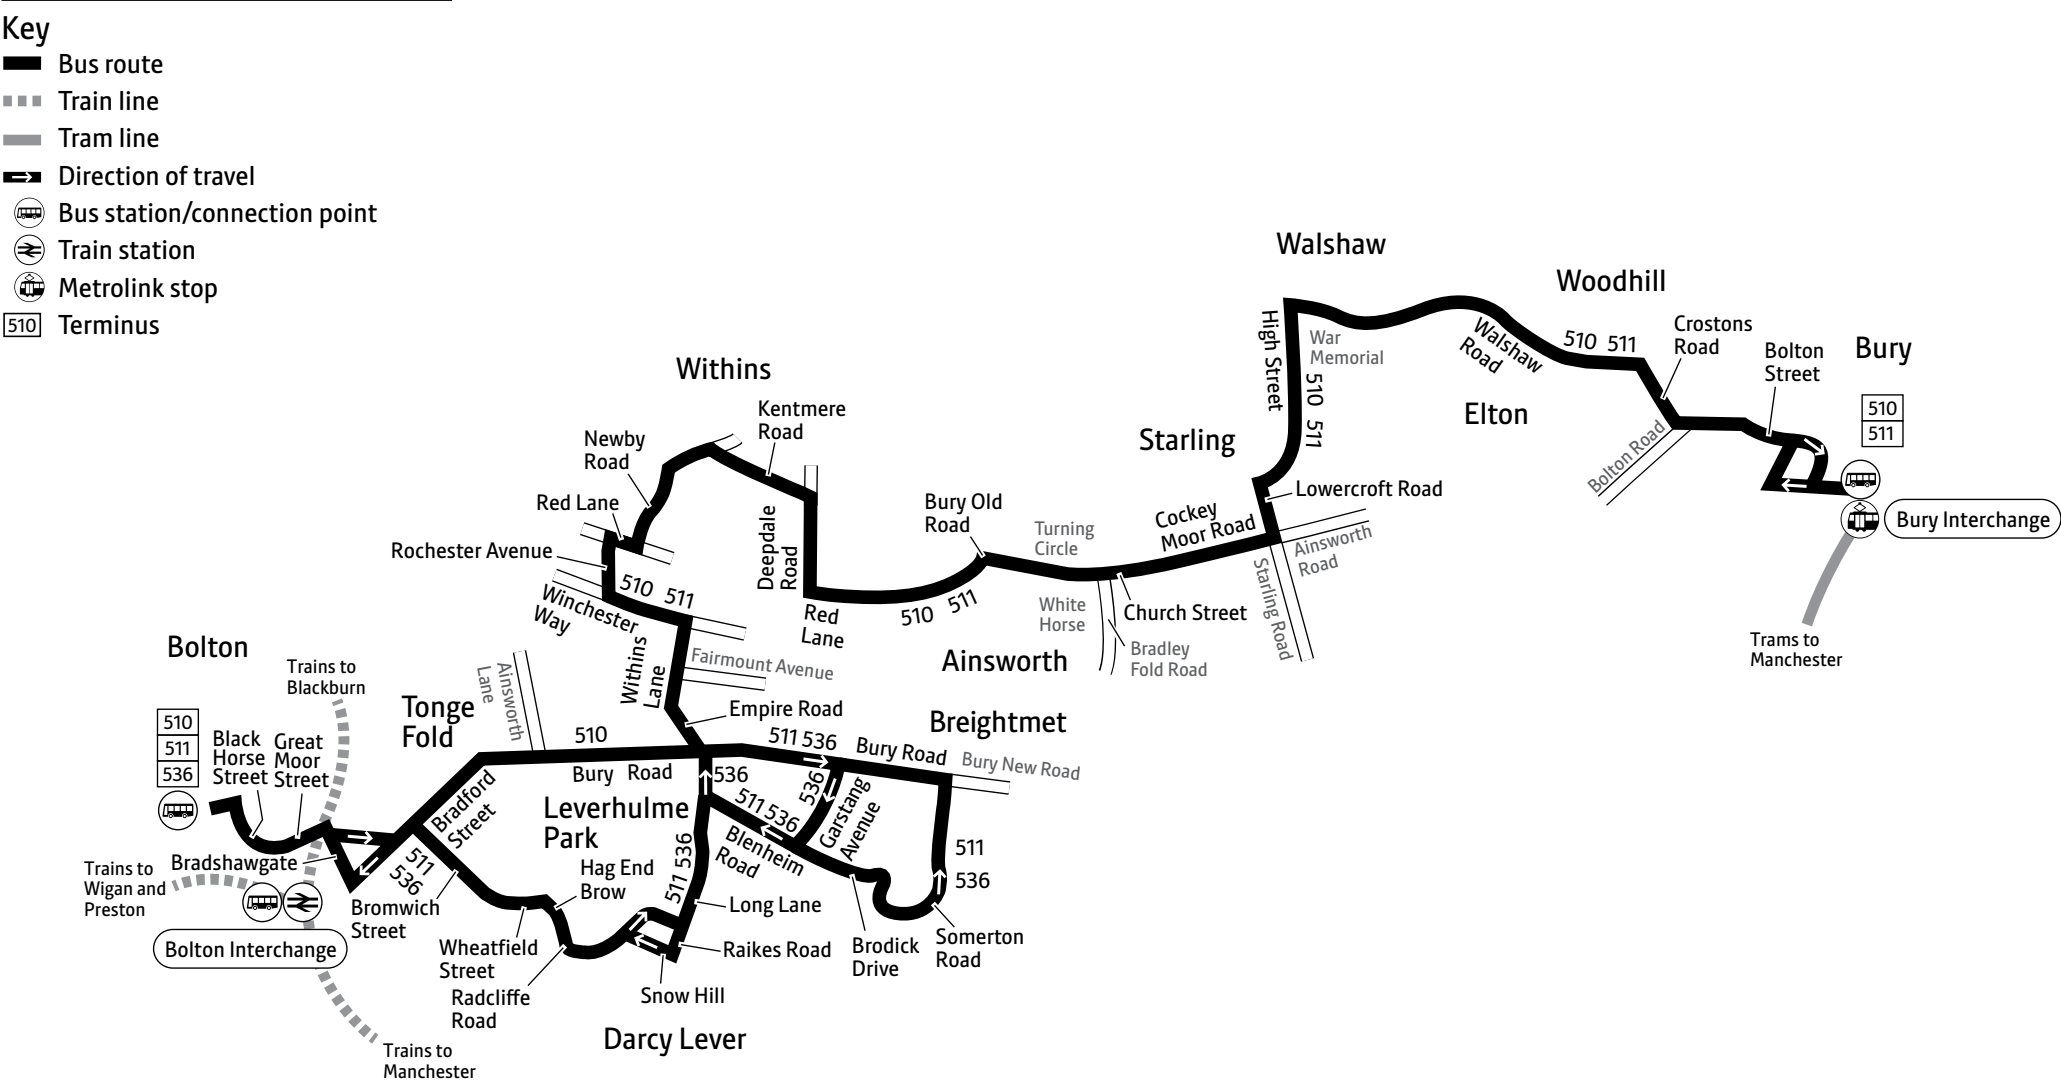 Key
Bus route
Train line
Tram line
Direction of travel
Bus station/connection point
Train station
Metrolink stop
510 Terminus
Walshaw
Woodhill
Crostons
Road
Bolton
Street
Bury
510
511
High Street
War
Memorial
510 511
Walshaw
Road
510 511
Elton
Bolton Road
Bury Interchange
Trams to
Manchester
Withins
Kentmere
Road
Newby
Road
Red Lane
Rochester Avenue
Deepdale
Road
510 511
Winchester
Way
Red
Lane
510 511
Bury Old
Road
Turning
Circle
Starling
Cockey
Moor Road
Lowercroft Road
Ainsworth
Road
Starling Road
White
Horse
Church Street
Bradley
Fold Road
Ainsworth
Withins
Lane
Fairmount Avenue
Empire Road
Breightmet
Bolton
Trains to
Blackburn
Tonge
Fold
Ainsworth
Lane
510
511
536
Black
Horse
Street
Great
Moor
Street
510
Bury Road
511 536
Bury Road
Bury New Road
536
536
Bradford
Street
Leverhulme
Park
511 536
Garstang
Avenue
Blenheim
Road
511 536
511
536
Hag End
Brow
Bradshawgate
511
536
Trains to
Wigan and
Preston
Bromwich
Street
Bolton Interchange
Wheatfield
Street
Radcliffe
Road
Long Lane
Raikes Road
Snow Hill
Brodick
Drive
Somerton
Road
Darcy Lever
Trains to
Manchester